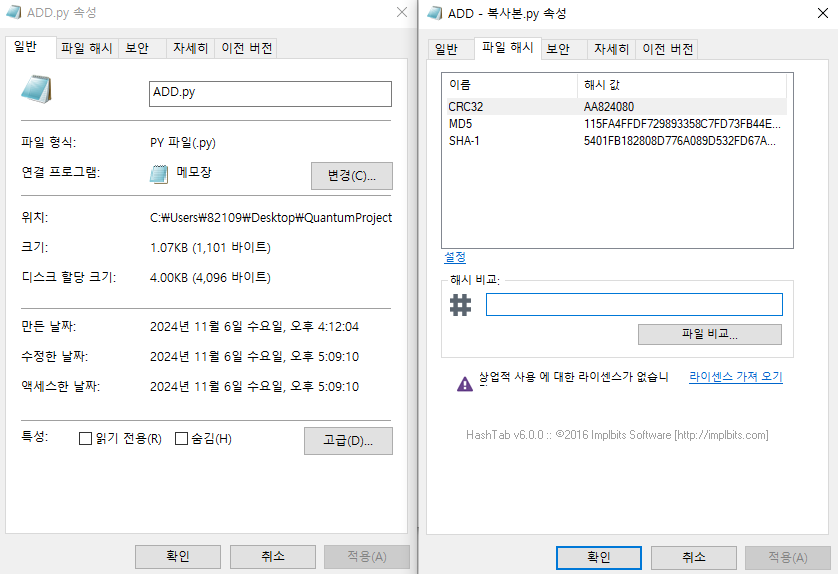 ADD.py 속성
일반
파일 해시
보안
자세히
이전 버전
ADD.py
파일 형식:
PY 파일(.py)
연결 프로그램:
메모장
변경(C)...
위치:
C:₩Users₩82109₩Desktop₩QuantumProject
크기:
1.07KB (1,101 바이트)
디스크 할당 크기:
4.00KB (4,096 바이트)
만든 날짜:
2024년 11월 6일 수요일, 오후 4:12:04
수정한 날짜:
2024년 11월 6일 수요일, 오후 5:09:10
액세스한 날짜:
2024년 11월 6일 수요일, 오후 5:09:10
특성:
읽기 전용(R)
숨김(H)
고급(D)...
확인
취소
적용(A)
ADD - 복사본.py 속성
일반
파일 해시
보안
자세히
이전 버전
이름
해시 값
CRC32
AA824080
MD5
115FA4FFDF729893358C7FD73FB44E...
SHA-1
5401FB182808D776A089D532FD67A...
설정
해시 비교:
파일 비교...
상업적 사용 에 대한 라이센스가 없습니
라이센스 가져 오기
HashTab v6.0.0 :: ©2016 Implbits Software [http://implbits.com]
확인
취소
적용(A)